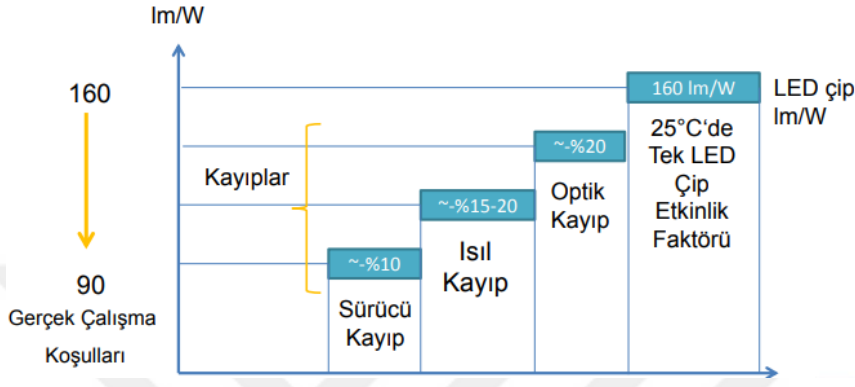 lm/W
160
90
Gerçek Çalışma
Koşulları
Kayıplar
~-%10
Sürücü
Kayıp
~-%15-20
Isıl
Kayıp
~-%20
Optik
Kayıp
160 lm/W
25°C‘de
Tek LED
Çip
Etkinlik
Faktörü
LED çip
lm/W